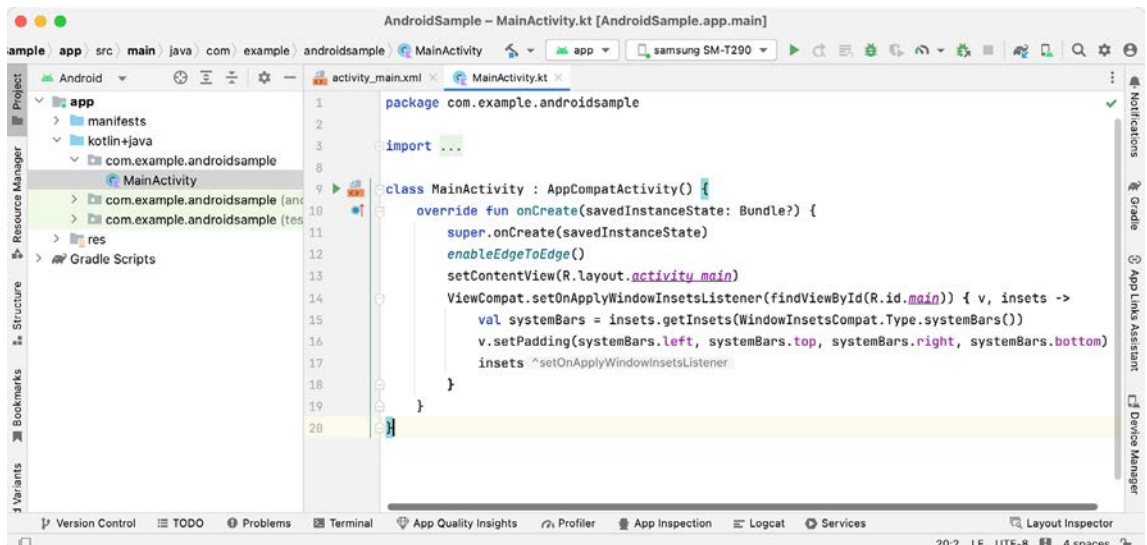 AndroidSample – MainActivity.kt [AndroidSample.app.main]
ample app src main java com example androidsample MainActivity app samsung SM-T290
Project
Resource Manager
Structure
Bookmarks
Variants
Android
app
manifests
kotlin+java
com.example.androidsample
MainActivity
com.example.androidsample (an
com.example.androidsample (tes
res
Gradle Scripts
activity_main.xml MainActivity.kt
1 package com.example.androidsample
2
3 import ...
8
9 class MainActivity : AppCompatActivity() {
10 override fun onCreate(savedInstanceState: Bundle?) {
11 super.onCreate(savedInstanceState)
12 enableEdgeToEdge()
13 setContentView(R.layout.activity_main)
14 ViewCompat.setOnApplyWindowInsetsListener(findViewById(R.id.main)) { v, insets ->
15 val systemBars = insets.getInsets(WindowInsetsCompat.Type.systemBars())
16 v.setPadding(systemBars.left, systemBars.top, systemBars.right, systemBars.bottom)
17 insets ^setOnApplyWindowInsetsListener
18 }
19 }
20 }
Notifications
Gradle
App Links Assistant
Device Manager
Version Control TODO Problems Terminal App Quality Insights Profiler App Inspection Logcat Services Layout Inspector
20:2 LF UTF-8 4 spaces